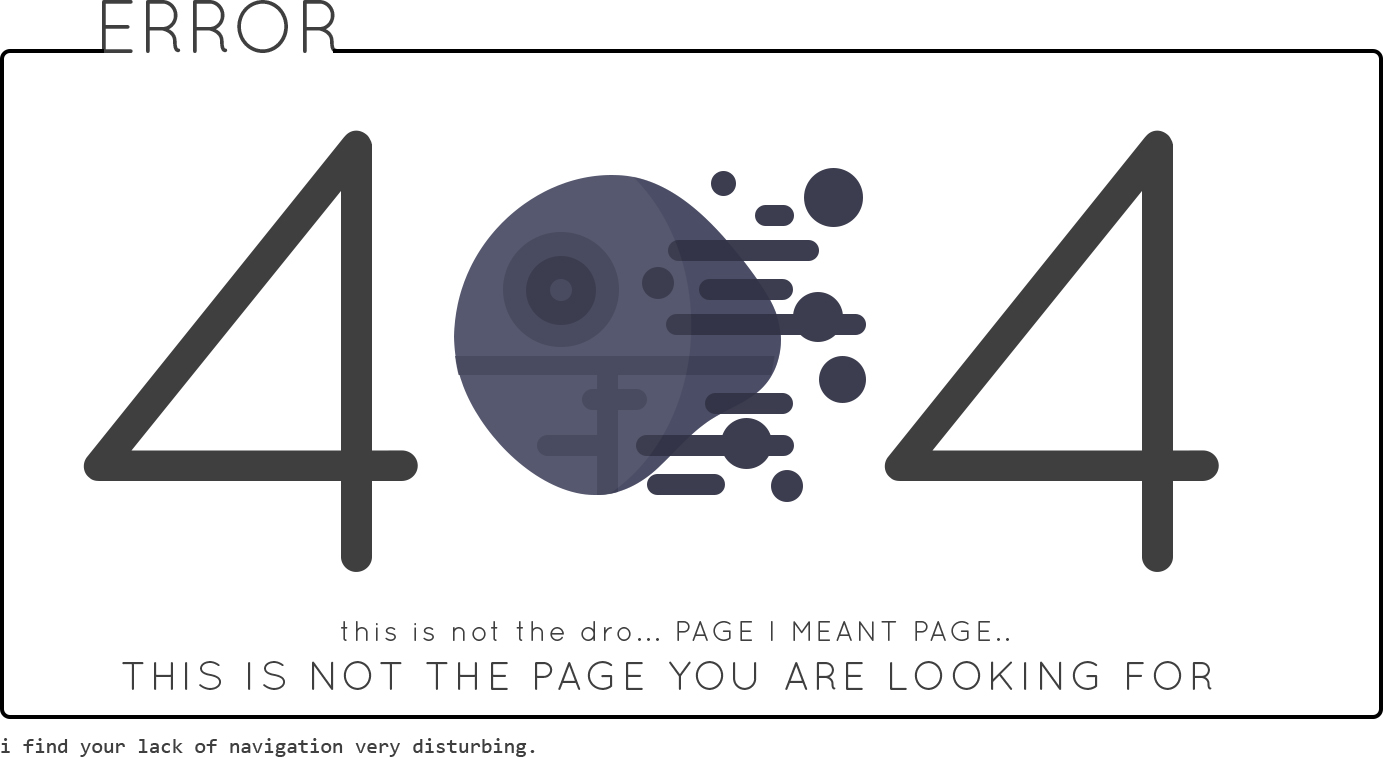 ERROR
404
this is not the dro... PAGE I MEANT PAGE..
THIS IS NOT THE PAGE YOU ARE LOOKING FOR
i find your lack of navigation very disturbing.